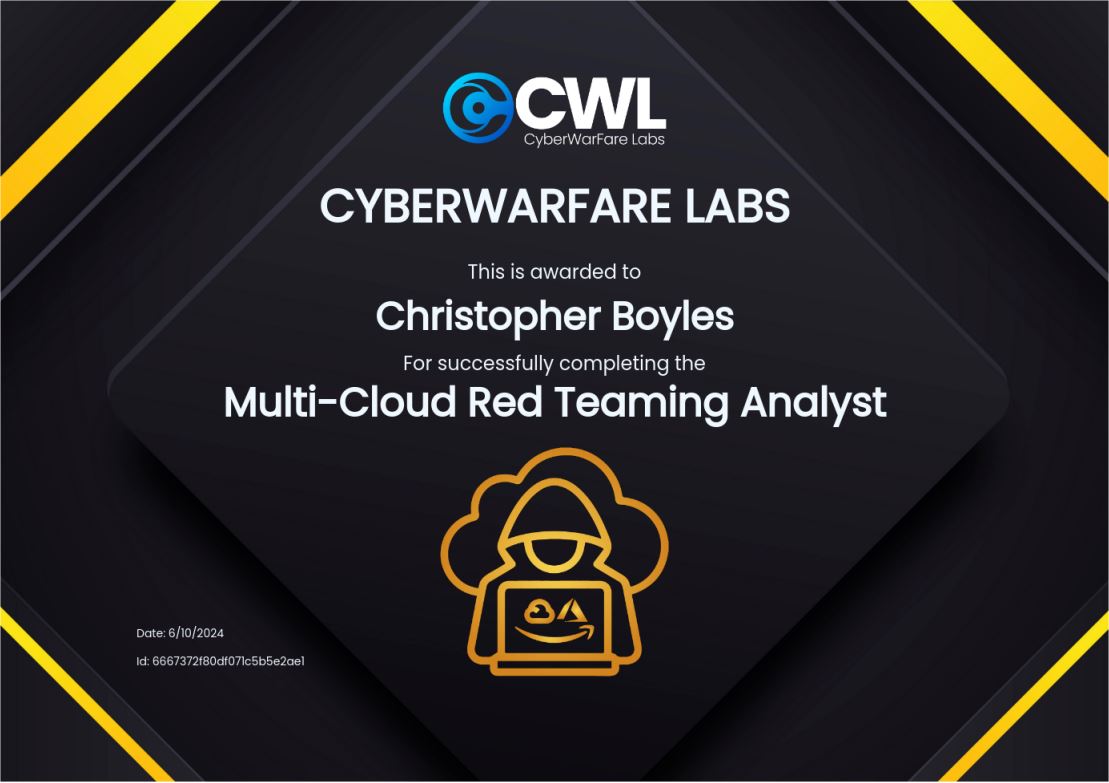 CWL
CyberWarFare Labs
CYBERWARFARE LABS
This is awarded to
Christopher Boyles
For successfully completing the
Multi-Cloud Red Teaming Analyst
Date: 6/10/2024
Id: 6667372f80df071c5b5e2ae1